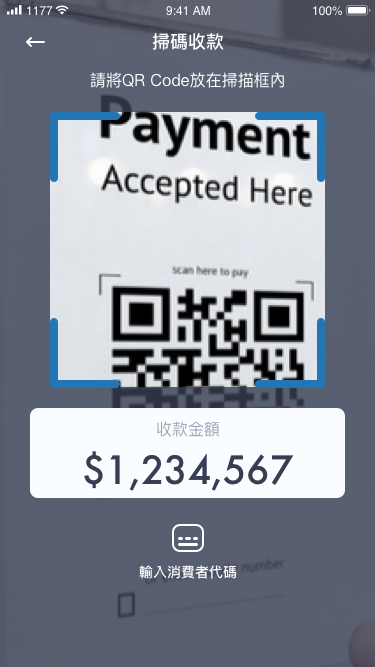 1177 9:41 AM 100%
掃碼收款
請將QR Code放在掃描框內
Payment
Accepted Here
scan here to pay
收款金額
$1,234,567
輸入消費者代碼
number